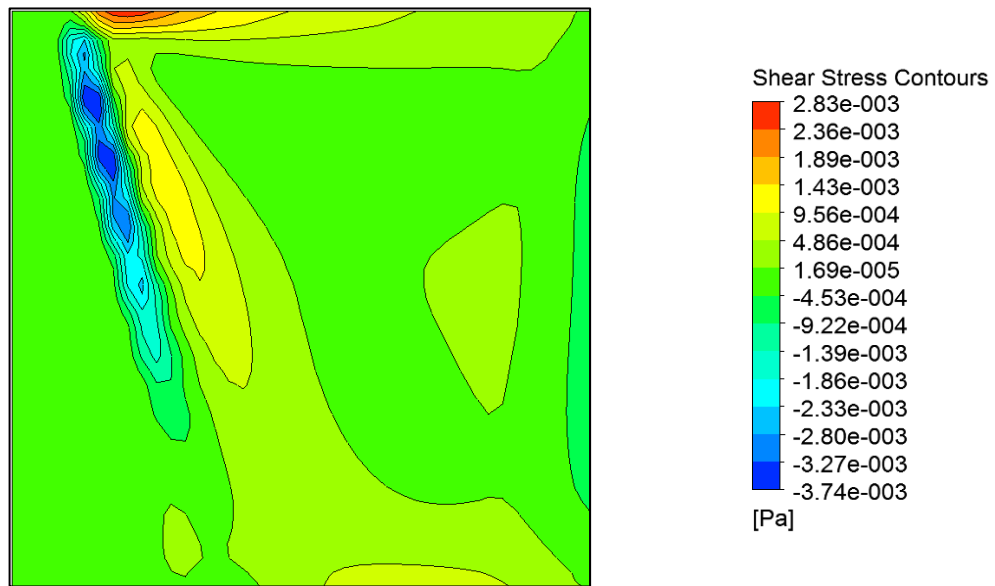 Shear Stress Contours
2.83e-003
2.36e-003
1.89e-003
1.43e-003
9.56e-004
4.86e-004
1.69e-005
-4.53e-004
-9.22e-004
-1.39e-003
-1.86e-003
-2.33e-003
-2.80e-003
-3.27e-003
-3.74e-003
[Pa]